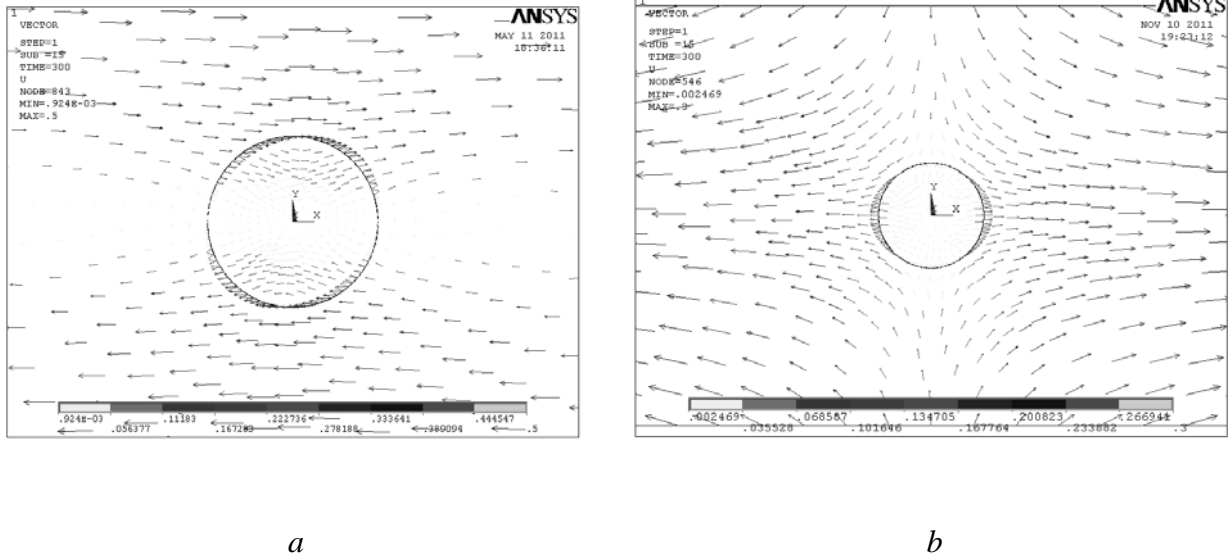 1
VECTOR
STEP=1
SUB =15
TIME=300
U
NODE=843
MIN=.924E-03
MAX=.5
ANSYS
MAY 11 2011
18:36:11
Y
X
.924E-03 .11183 .222736 .333641 .444547
.056377 .167283 .278188 .389094 .5
a
1
VECTOR
STEP=1
SUB =15
TIME=300
U
NODE=546
MIN=.002469
MAX=.3
ANSYS
NOV 10 2011
19:23:12
Y
X
.002469 .068587 .134705 .200823 .266941
.035528 .101646 .167764 .233882 .3
b